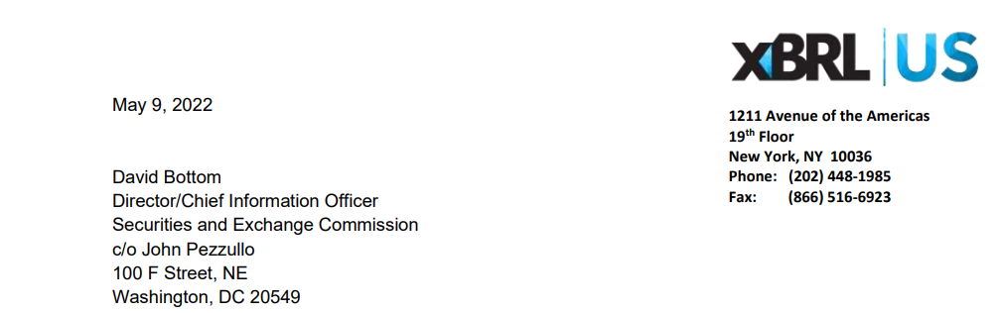 XBRL US
1211 Avenue of the Americas
19th Floor
New York, NY 10036
Phone: (202) 448-1985
Fax: (866) 516-6923
May 9, 2022
David Bottom
Director/Chief Information Officer
Securities and Exchange Commission
c/o John Pezzullo
100 F Street, NE
Washington, DC 20549